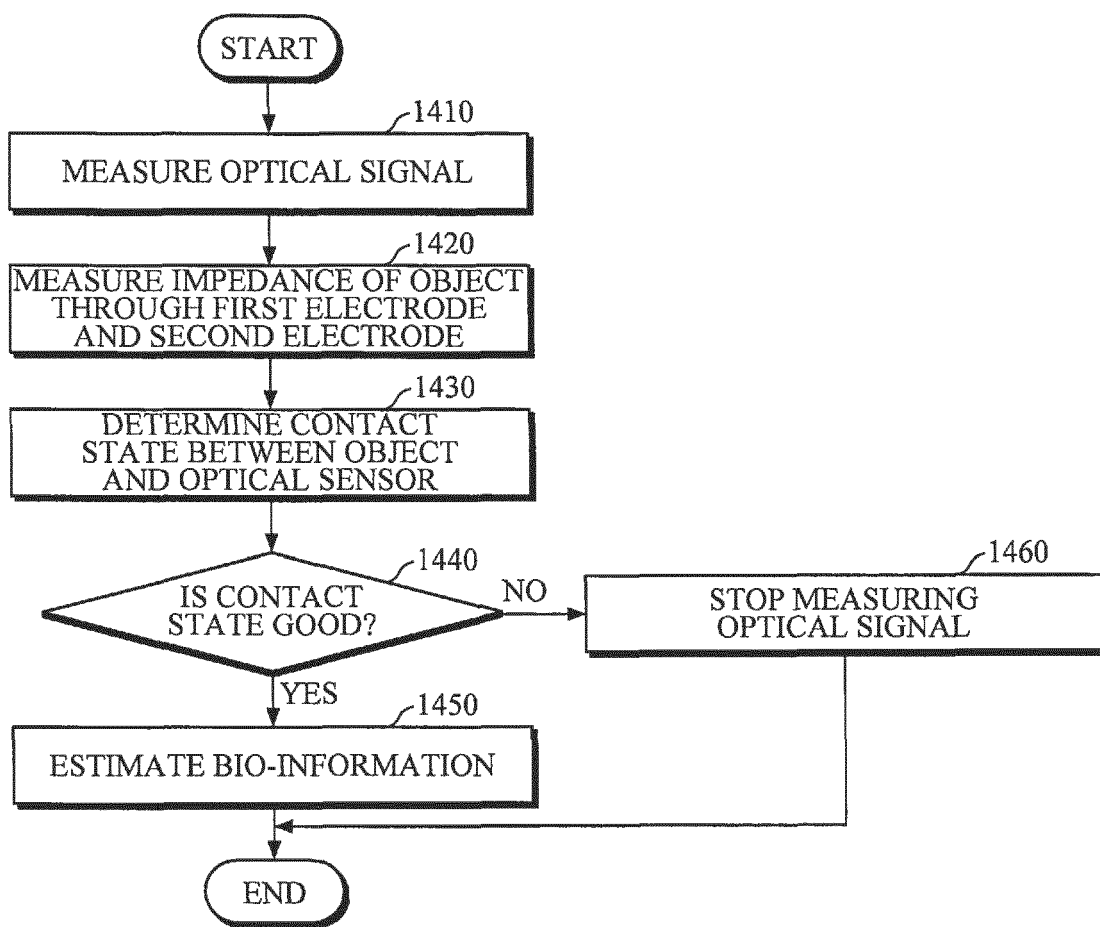 START
1410
MEASURE OPTICAL SIGNAL
1420
MEASURE IMPEDANCE OF OBJECT
THROUGH FIRST ELECTRODE
AND SECOND ELECTRODE
1430
DETERMINE CONTACT
STATE BETWEEN OBJECT
AND OPTICAL SENSOR
1440
IS CONTACT
STATE GOOD?
NO
1460
STOP MEASURING
OPTICAL SIGNAL
YES
1450
ESTIMATE BIO-INFORMATION
END